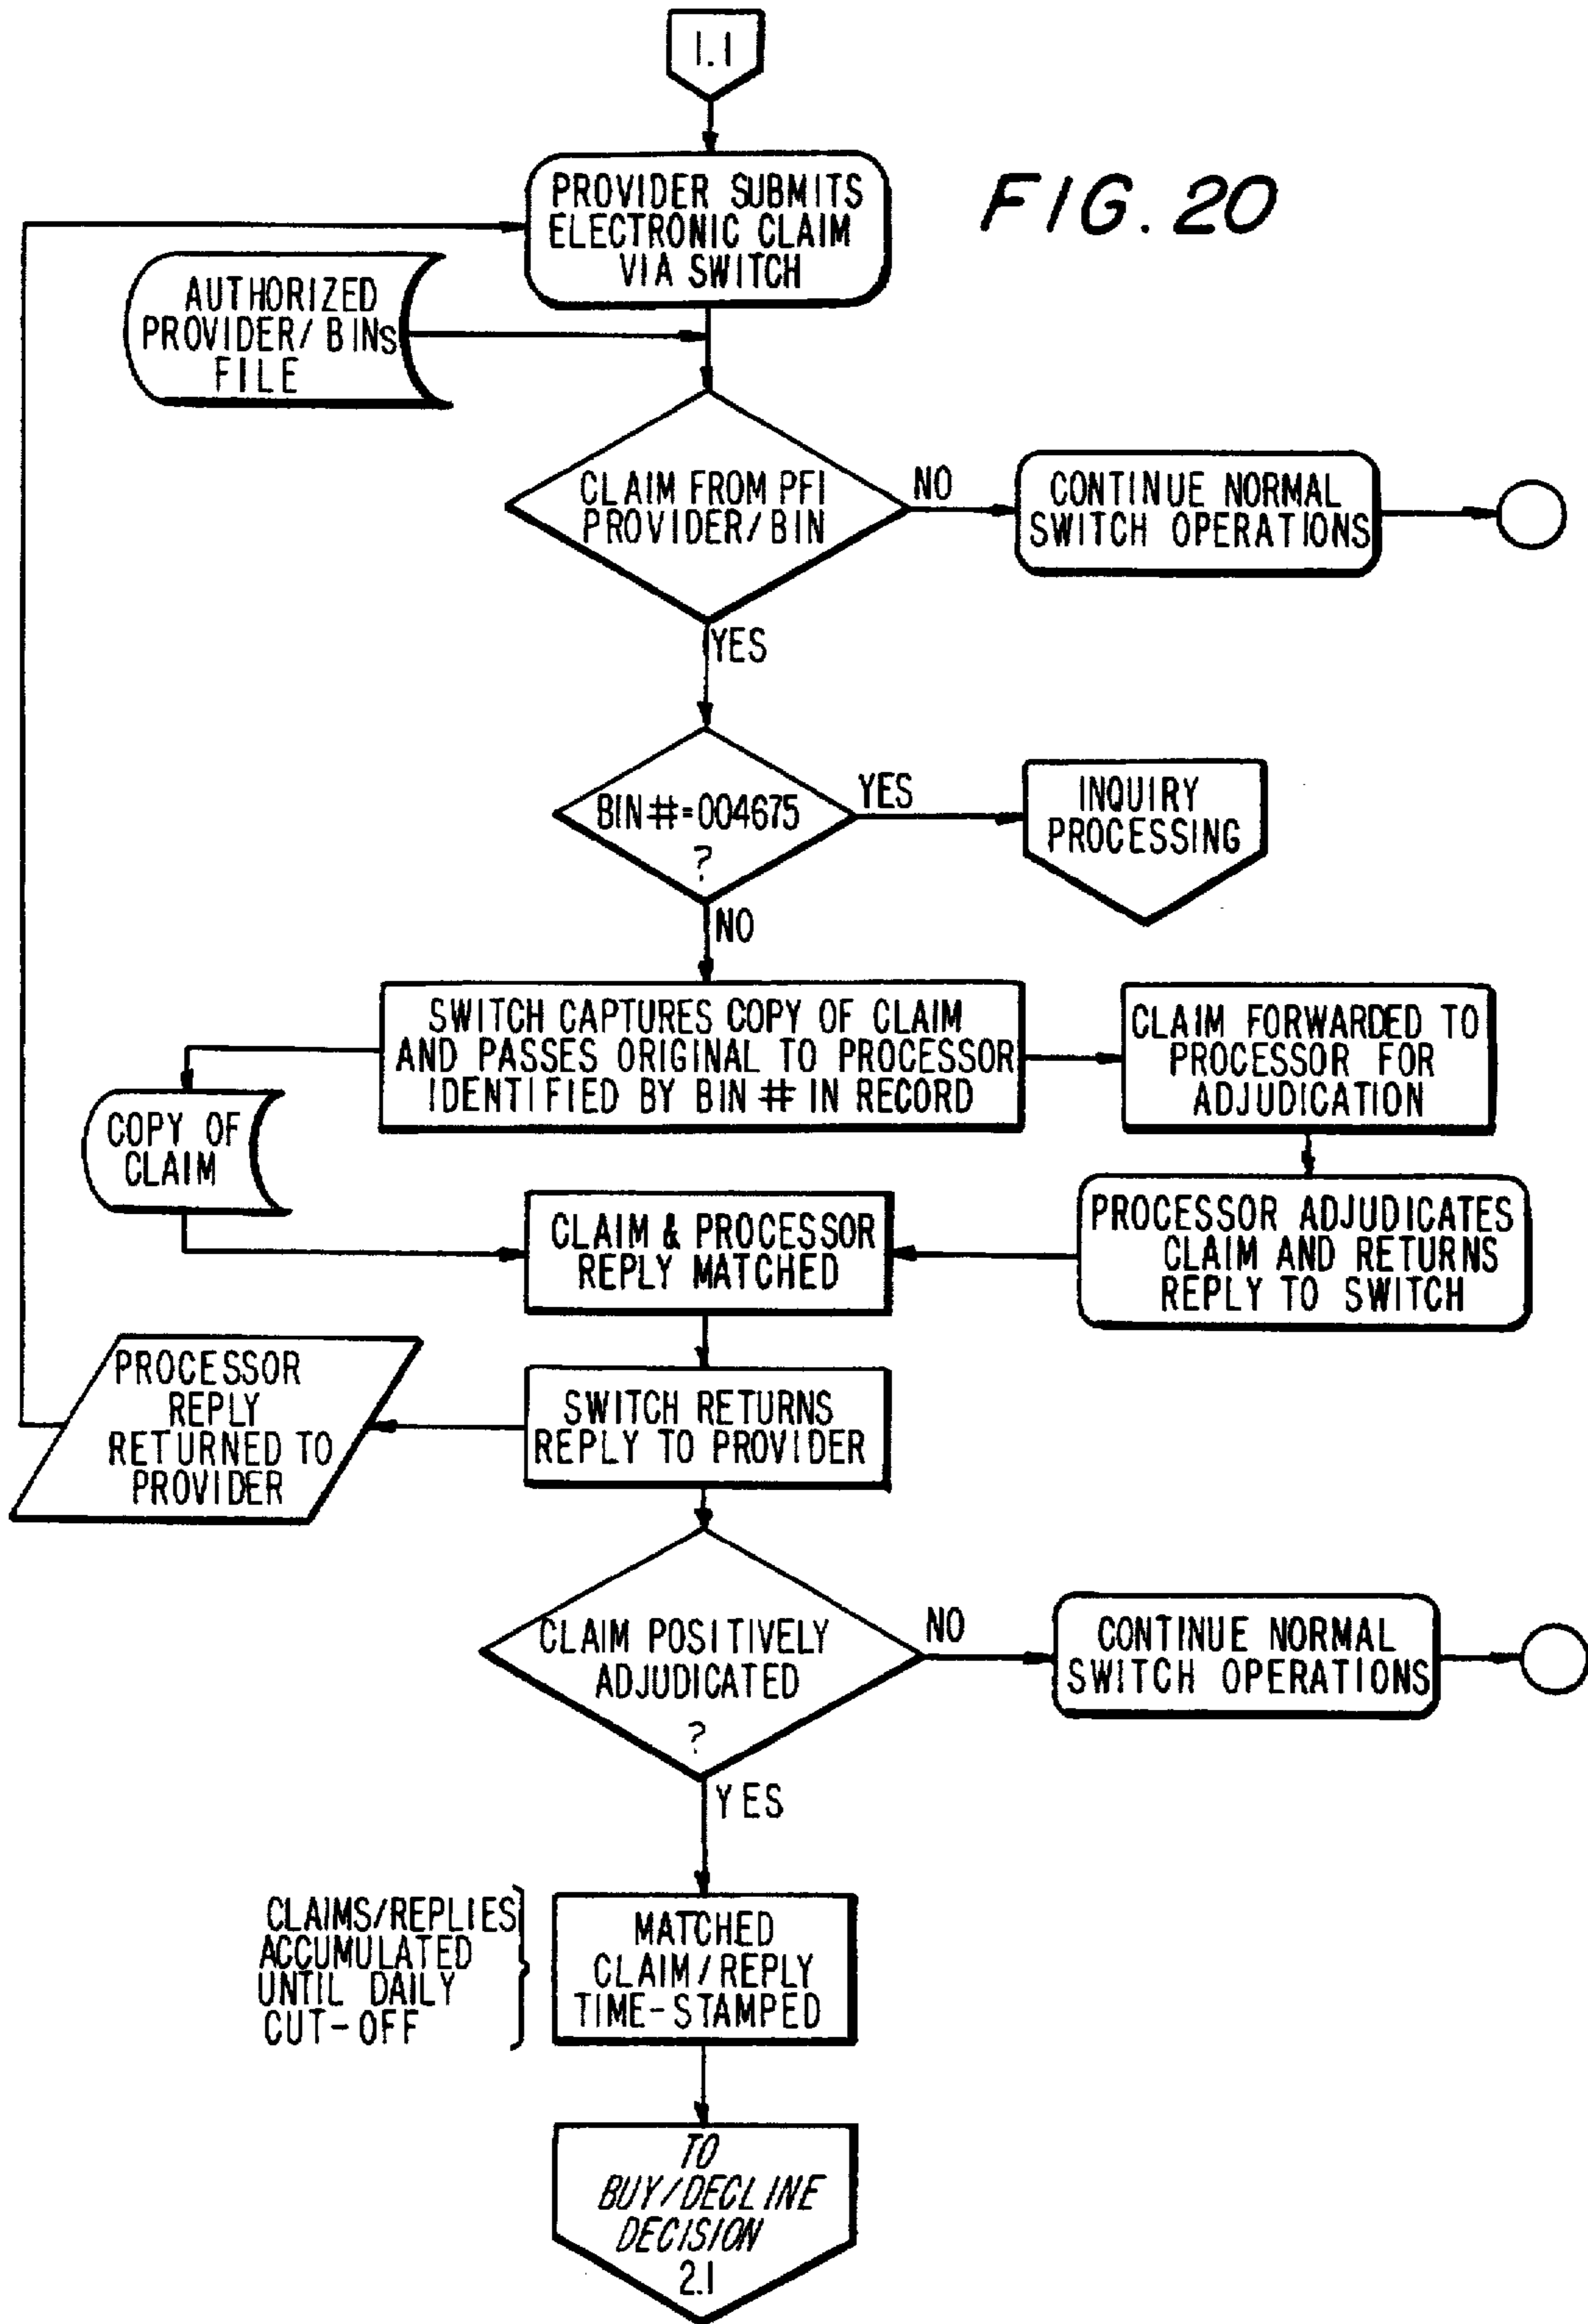 1.1
FIG. 20
PROVIDER SUBMITS
ELECTRONIC CLAIM
VIA SWITCH
AUTHORIZED
PROVIDER/BINs
FILE
CLAIM FROM PFI
PROVIDER/BIN
NO
CONTINUE NORMAL
SWITCH OPERATIONS
YES
BIN #=004675
?
YES
INQUIRY
PROCESSING
NO
SWITCH CAPTURES COPY OF CLAIM
AND PASSES ORIGINAL TO PROCESSOR
IDENTIFIED BY BIN # IN RECORD
CLAIM FORWARDED TO
PROCESSOR FOR
ADJUDICATION
COPY OF
CLAIM
CLAIM & PROCESSOR
REPLY MATCHED
PROCESSOR ADJUDICATES
CLAIM AND RETURNS
REPLY TO SWITCH
PROCESSOR
REPLY
RETURNED TO
PROVIDER
SWITCH RETURNS
REPLY TO PROVIDER
CLAIM POSITIVELY
ADJUDICATED
?
NO
CONTINUE NORMAL
SWITCH OPERATIONS
YES
CLAIMS/REPLIES
ACCUMULATED
UNTIL DAILY
CUT-OFF
MATCHED
CLAIM/REPLY
TIME-STAMPED
TO
BUY/DECLINE
DECISION
2.1